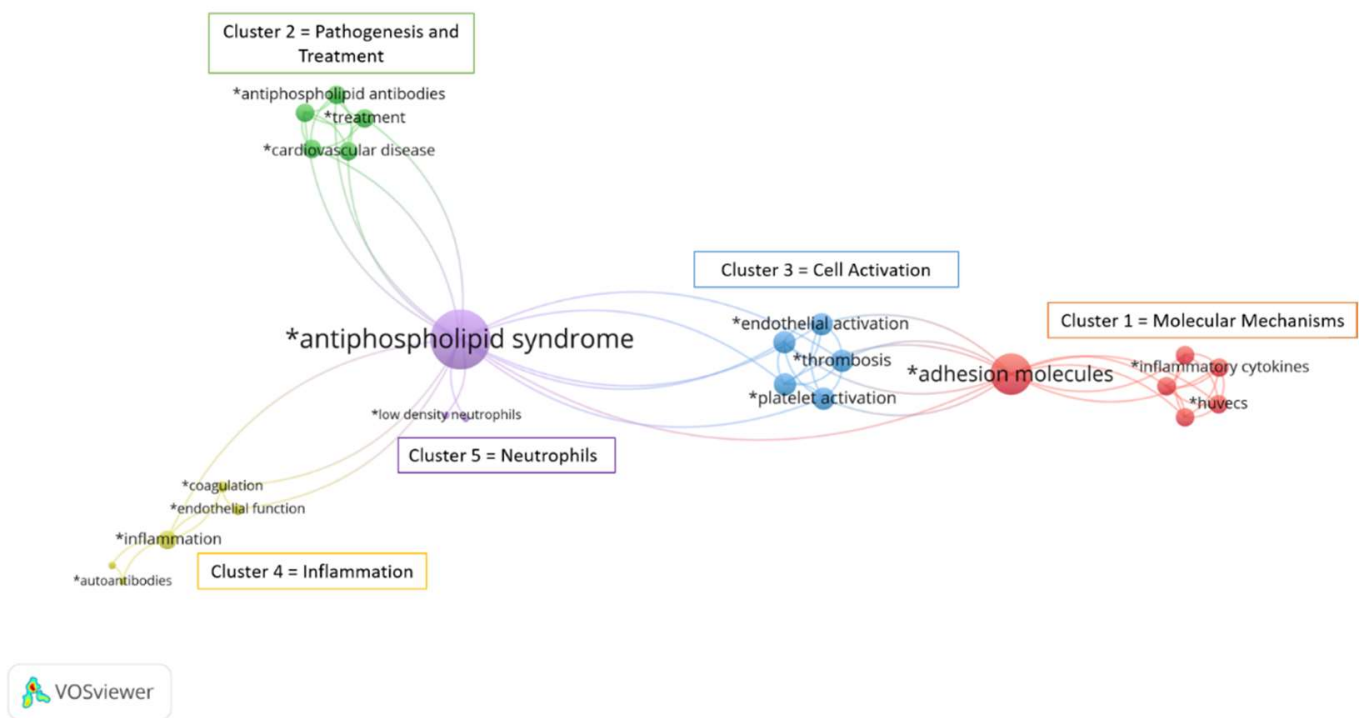 Cluster 2 = Pathogenesis and
Treatment
*antiphospholipid antibodies
*treatment
*cardiovascular disease
Cluster 3 = Cell Activation
Cluster 1 = Molecular Mechanisms
*endothelial activation
*antiphospholipid syndrome
*thrombosis
*inflammatory cytokines
*adhesion molecules
*platelet activation
*huvecs
*low density neutrophils
Cluster 5 = Neutrophils
*coagulation
*endothelial function
*inflammation
Cluster 4 = Inflammation
*autoantibodies
VOSviewer